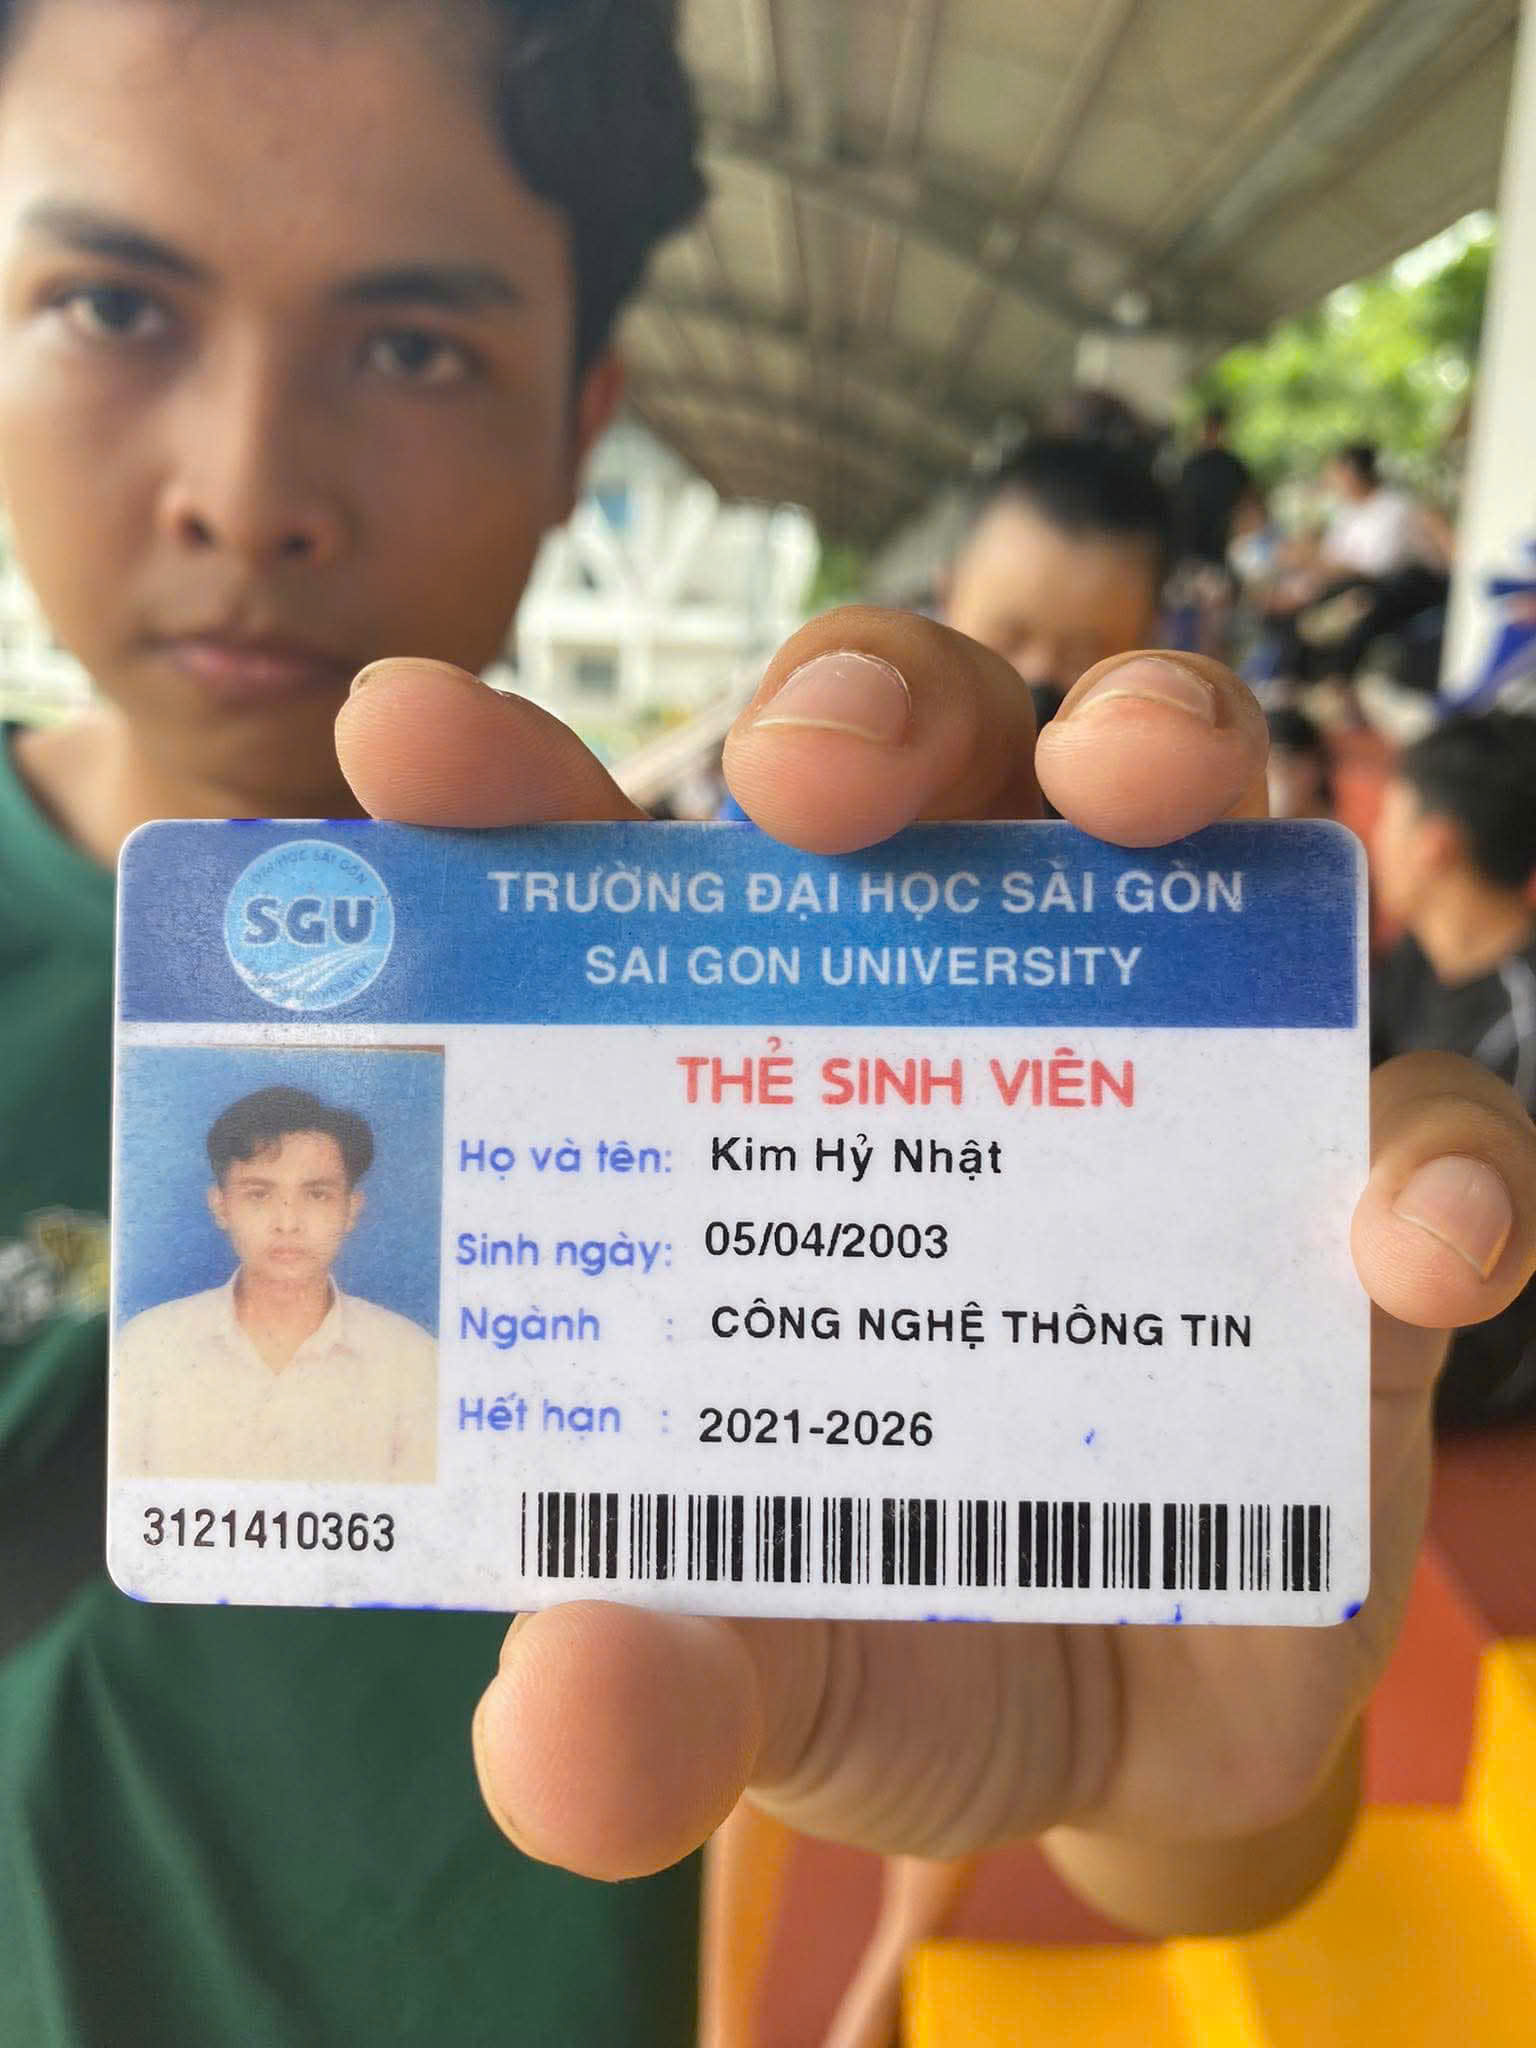 SGU
TRƯỜNG ĐẠI HỌC SÀI GÒN
SAI GON UNIVERSITY
THẺ SINH VIÊN
Họ và tên: Kim Hỷ Nhật
Sinh ngày: 05/04/2003
Ngành : CÔNG NGHỆ THÔNG TIN
Hết hạn : 2021-2026
3121410363